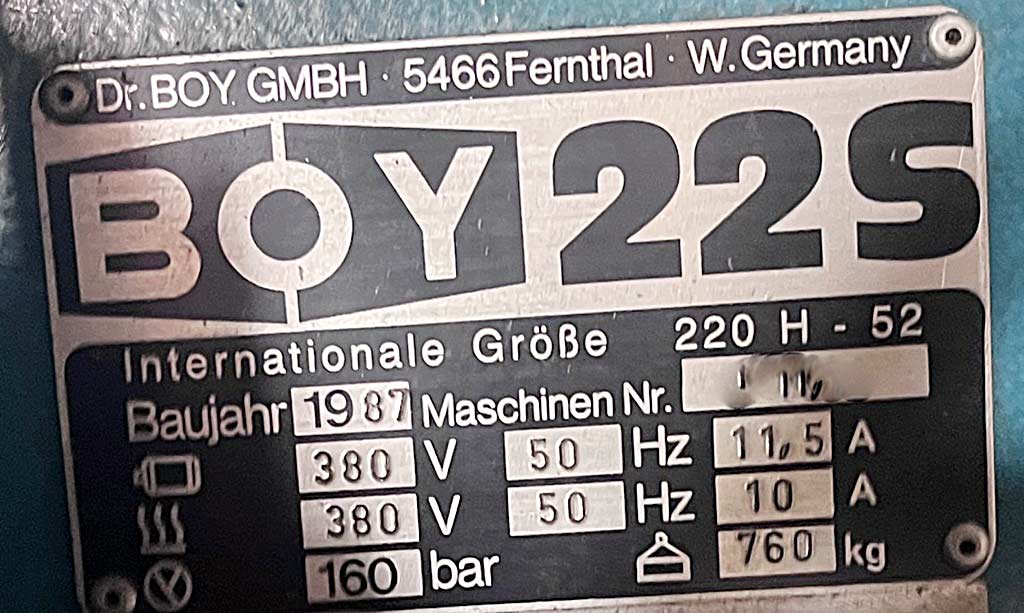 Dr. BOY GMBH · 5466 Fernthal · W. Germany
BOY 22S
Internationale Größe 220 H - 52
Baujahr 1987 Maschinen Nr.
380 V 50 Hz 11,5 A
380 V 50 Hz 10 A
160 bar 760 kg